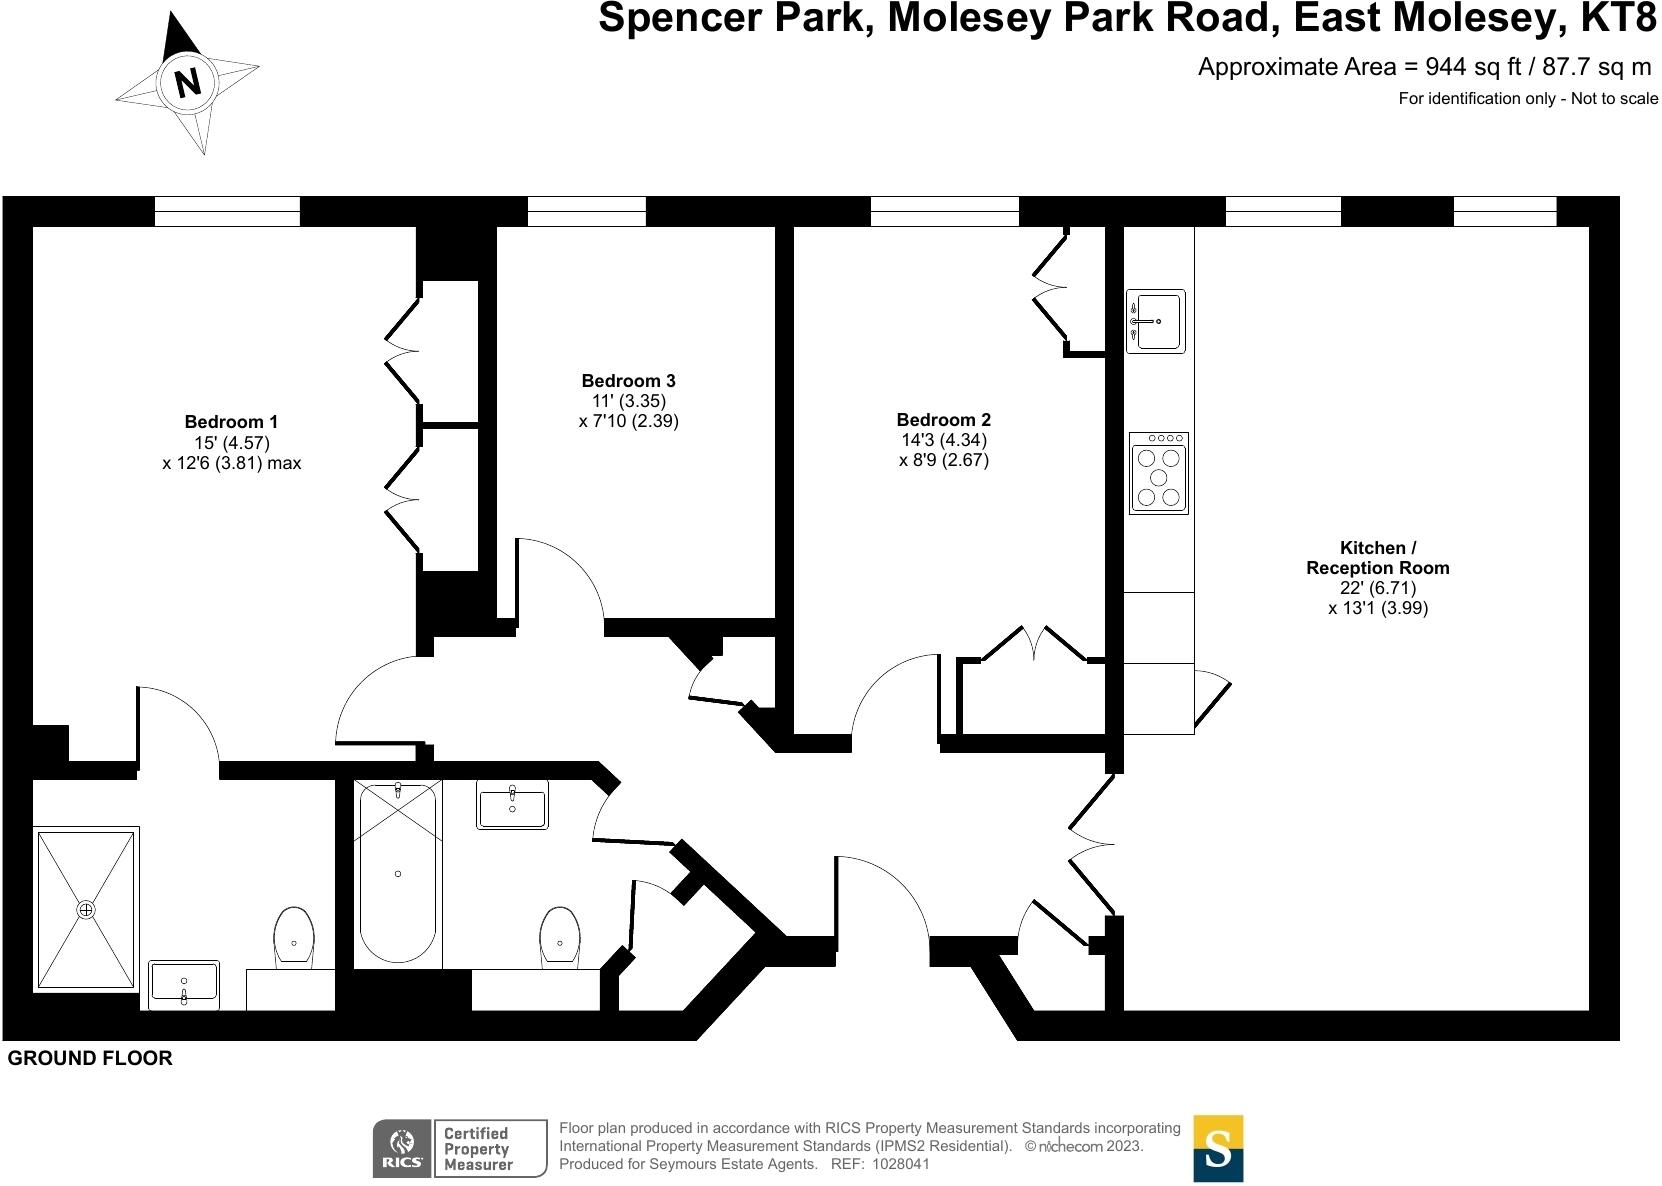 Spencer Park, Molesey Park Road, East Molesey, KT8
Approximate Area = 944 sq ft / 87.7 sq m
For identification only - Not to scale
N
Bedroom 1
15' (4.57)
x 12'6 (3.81) max
Bedroom 3
11' (3.35)
x 7'10 (2.39)
Bedroom 2
14'3 (4.34)
x 8'9 (2.67)
Kitchen /
Reception Room
22' (6.71)
x 13'1 (3.99)
GROUND FLOOR
RICS
Certified
Property
Measurer
Floor plan produced in accordance with RICS Property Measurement Standards incorporating
International Property Measurement Standards (IPMS2 Residential). © nichecom 2023.
Produced for Seymours Estate Agents. REF: 1028041
S